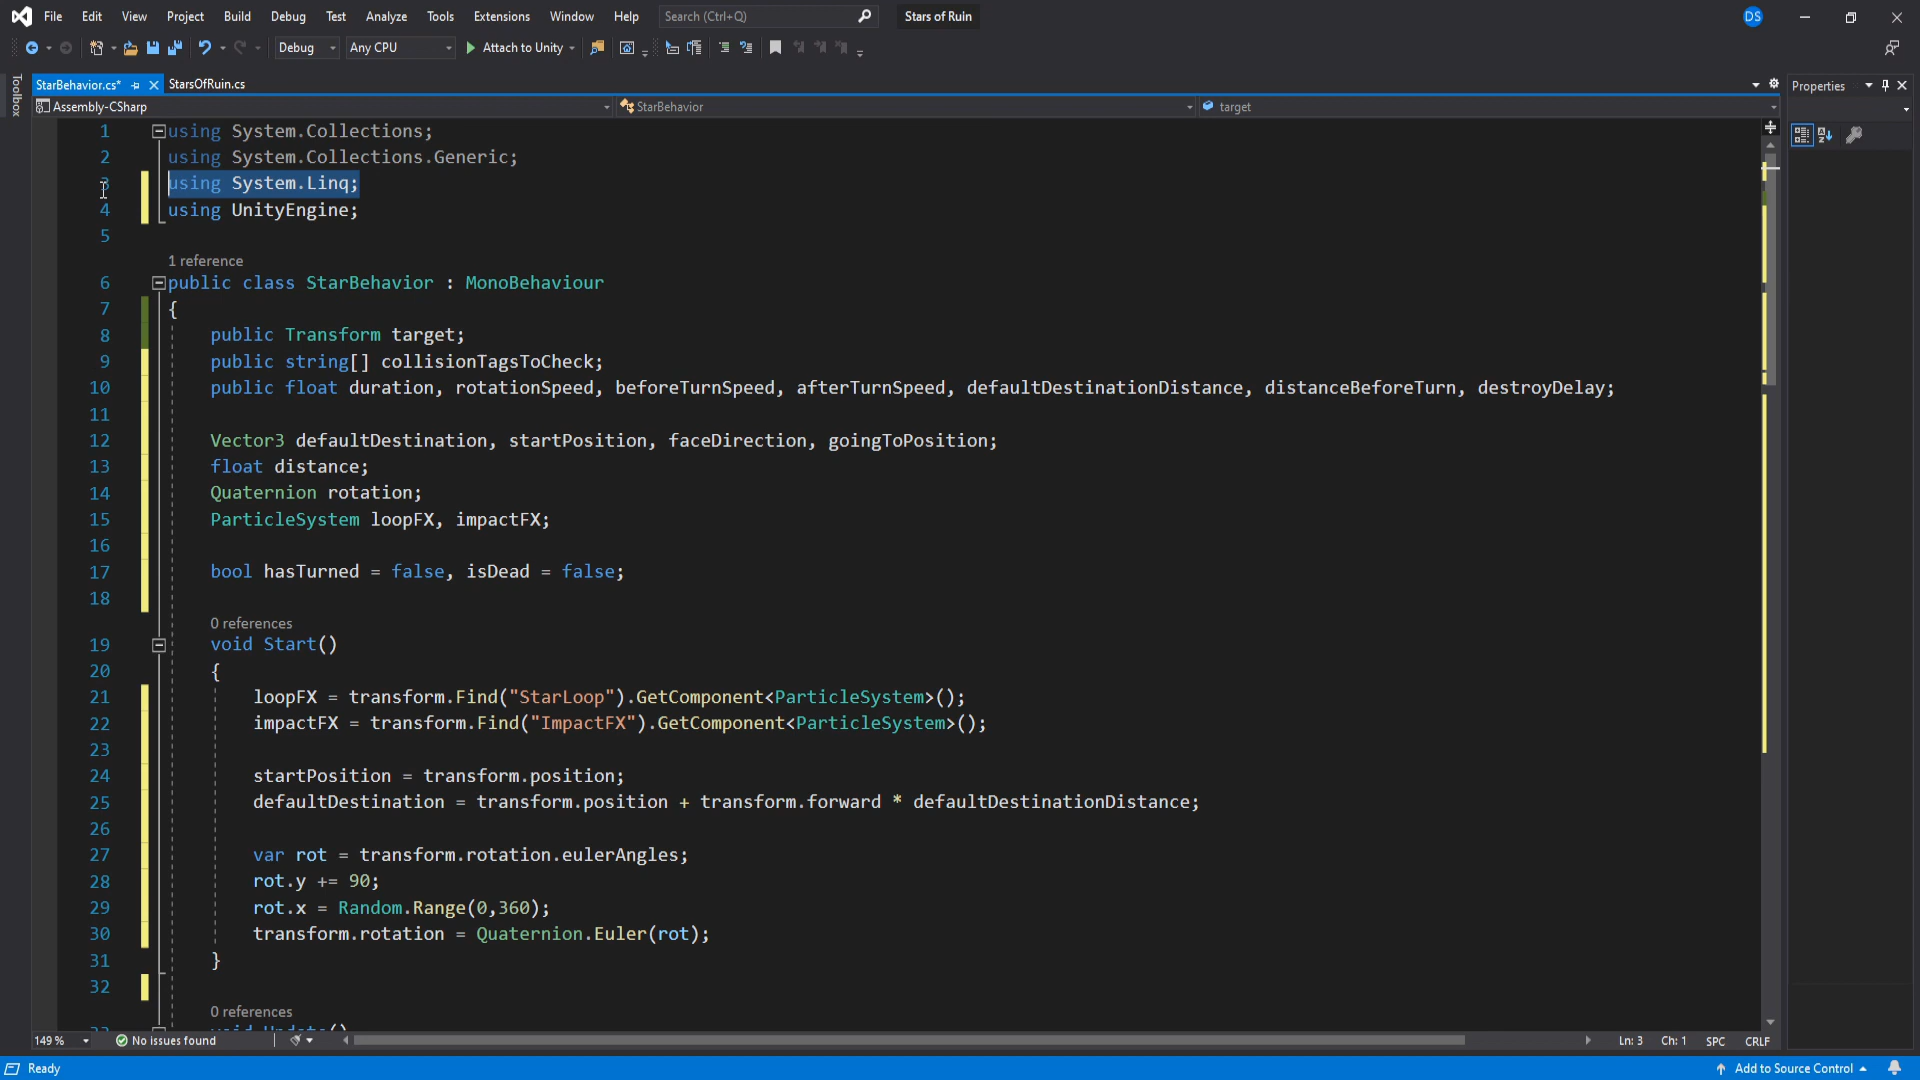 File Edit View Project Build Debug Test Analyze Tools Extensions Window Help Search (Ctrl+Q) Stars of Ruin DS
Debug Any CPU Attach to Unity
Toolbox
StarBehavior.cs* StarsOfRuin.cs Properties
Assembly-CSharp StarBehavior target
1 using System.Collections;
2 using System.Collections.Generic;
3 using System.Linq;
4 using UnityEngine;
5
1 reference
6 public class StarBehavior : MonoBehaviour
7 {
8 public Transform target;
9 public string[] collisionTagsToCheck;
10 public float duration, rotationSpeed, beforeTurnSpeed, afterTurnSpeed, defaultDestinationDistance, distanceBeforeTurn, destroyDelay;
11
12 Vector3 defaultDestination, startPosition, faceDirection, goingToPosition;
13 float distance;
14 Quaternion rotation;
15 ParticleSystem loopFX, impactFX;
16
17 bool hasTurned = false, isDead = false;
18
0 references
19 void Start()
20 {
21 loopFX = transform.Find("StarLoop").GetComponent<ParticleSystem>();
22 impactFX = transform.Find("ImpactFX").GetComponent<ParticleSystem>();
23
24 startPosition = transform.position;
25 defaultDestination = transform.position + transform.forward * defaultDestinationDistance;
26
27 var rot = transform.rotation.eulerAngles;
28 rot.y += 90;
29 rot.x = Random.Range(0,360);
30 transform.rotation = Quaternion.Euler(rot);
31 }
32
0 references
33 void Update()
149 % No issues found Ln: 3 Ch: 1 SPC CRLF
Ready Add to Source Control